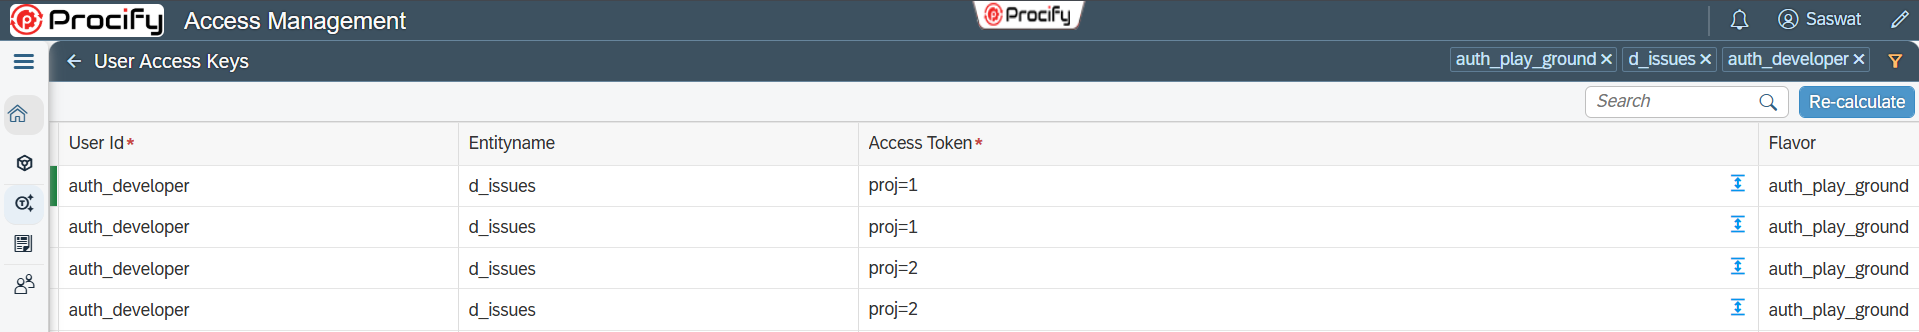 Procify Access Management Procify Saswat
User Access Keys auth_play_ground d_issues auth_developer
Search Re-calculate
User Id* Entityname Access Token* Flavor
auth_developer d_issues proj=1 auth_play_ground
auth_developer d_issues proj=1 auth_play_ground
auth_developer d_issues proj=2 auth_play_ground
auth_developer d_issues proj=2 auth_play_ground